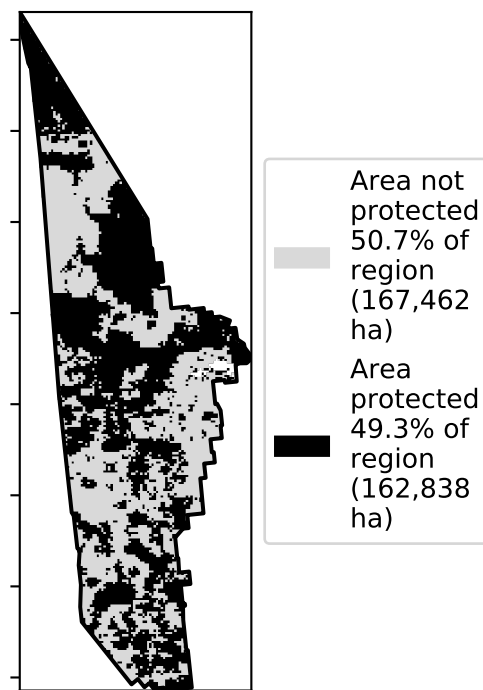 Area not
protected
50.7% of
region
(167,462
ha)
Area
protected
49.3% of
region
(162,838
ha)